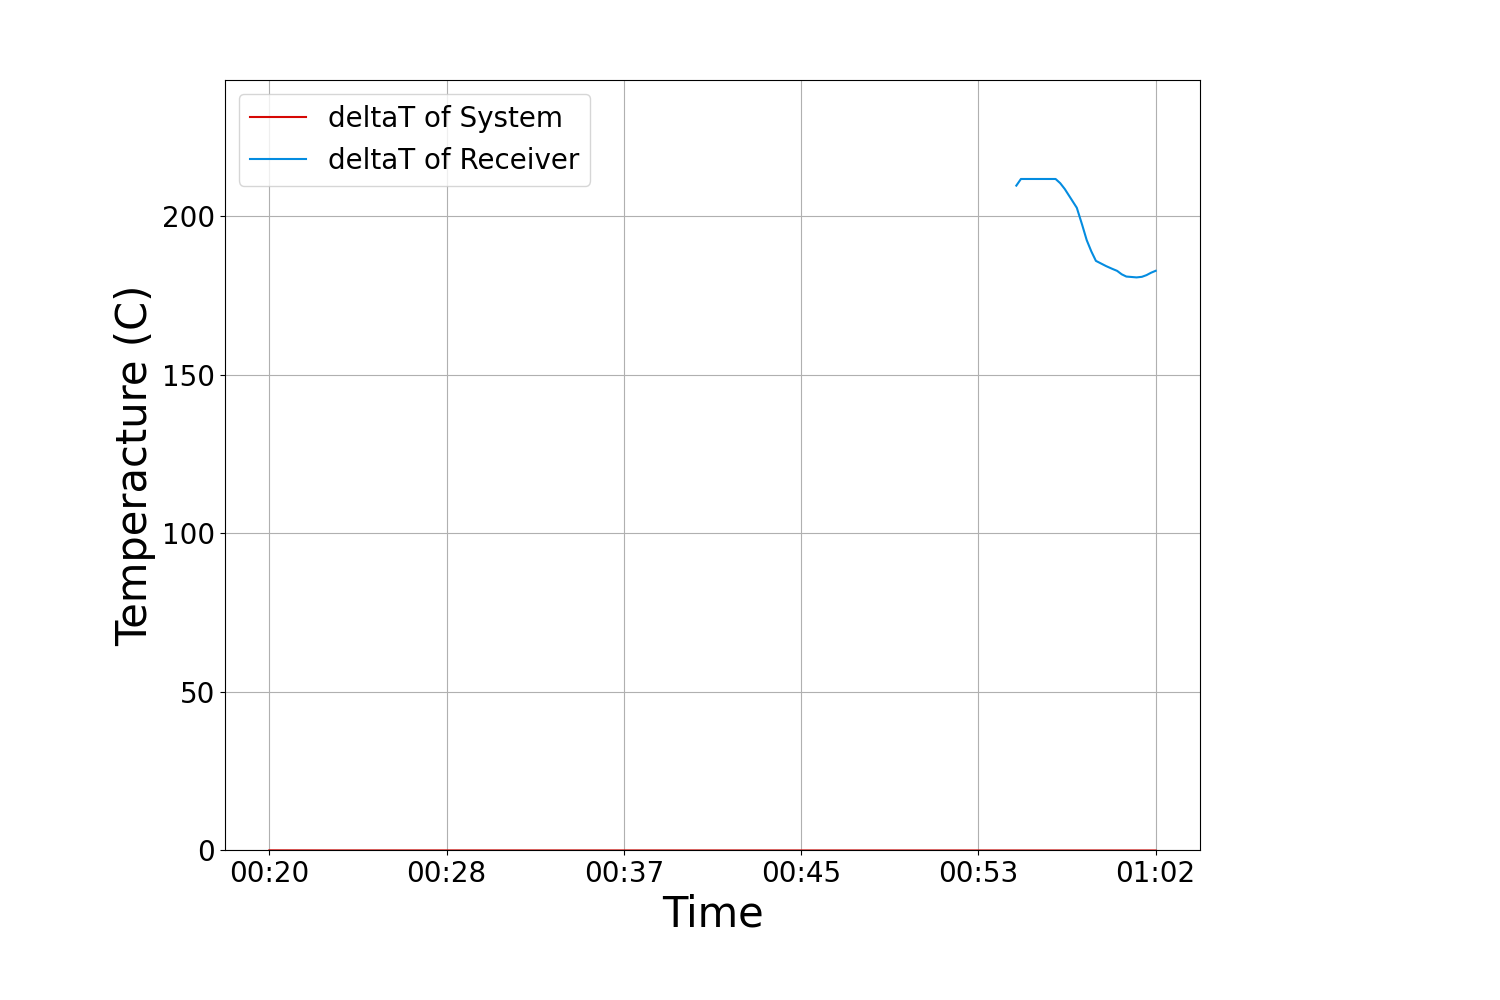 deltaT of System
deltaT of Receiver
200
150
100
50
0
Temperacture (C)
00:20 00:28 00:37 00:45 00:53 01:02
Time